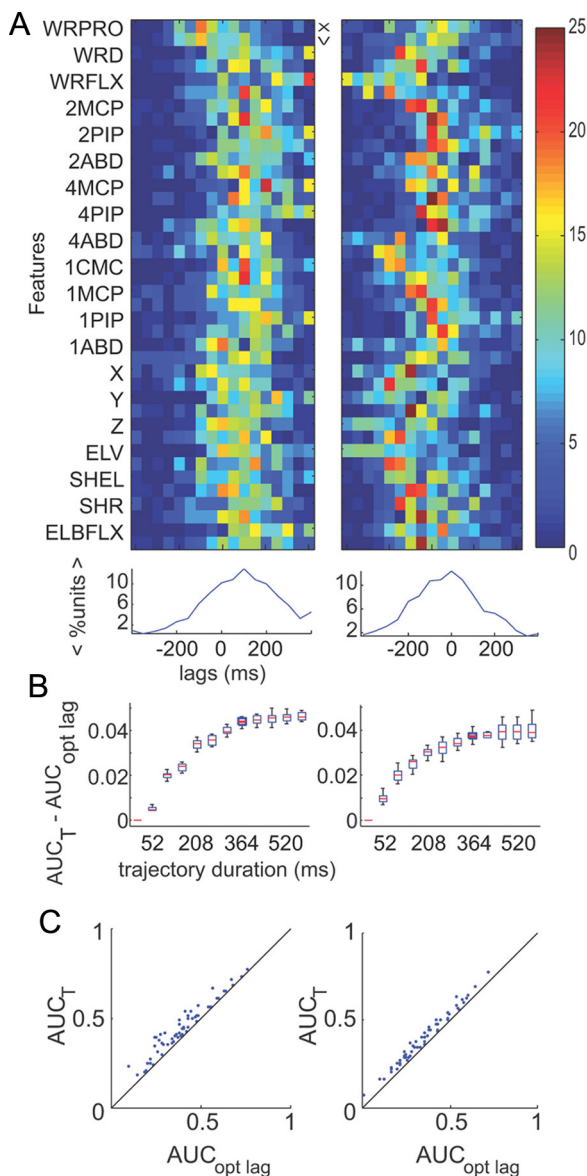 A
WRPRO
WRD
WRFLX
2MCP
2PIP
2ABD
4MCP
4PIP
4ABD
1CMC
1MCP
1PIP
1ABD
X
Y
Z
ELV
SHEL
SHR
ELBFLX
Features
x
v
25
20
15
10
5
0
< %units >
10
6
2
10
6
2
-200 0 200
-200 0 200
lags (ms)
B
AUC_T - AUC_opt lag
0.04
0.02
0
0.04
0.02
0
52 208 364 520
52 208 364 520
trajectory duration (ms)
C
1
AUC_T
0.5
0
0.5 1
AUC_opt lag
1
AUC_T
0.5
0
0.5 1
AUC_opt lag